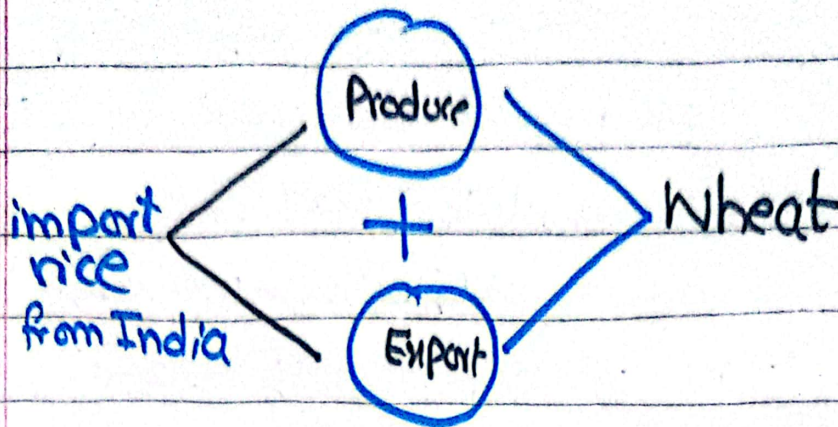 Produce
+
import
rice
from India
Wheat
Export